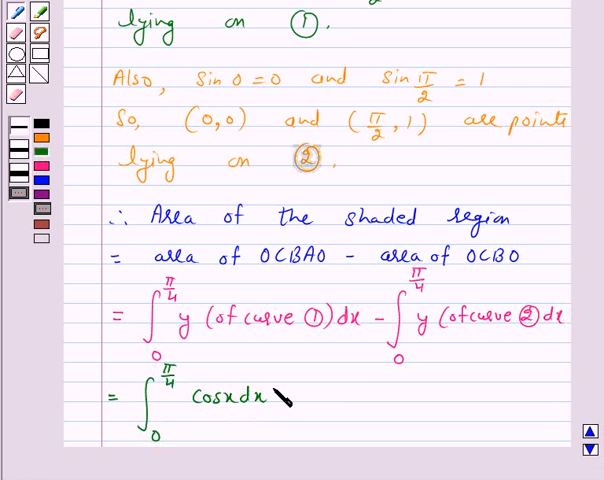 lying on ①.
Also, sin 0 = 0 and sin π/2 = 1
So, (0,0) and (π/2, 1) are points
lying on ②.
∴ Area of the shaded region
= area of OCBAO - area of OCBO
= ∫₀^{π/4} y (of curve ①) dx - ∫₀^{π/4} y (of curve ②) dx
= ∫₀^{π/4} cosx dx